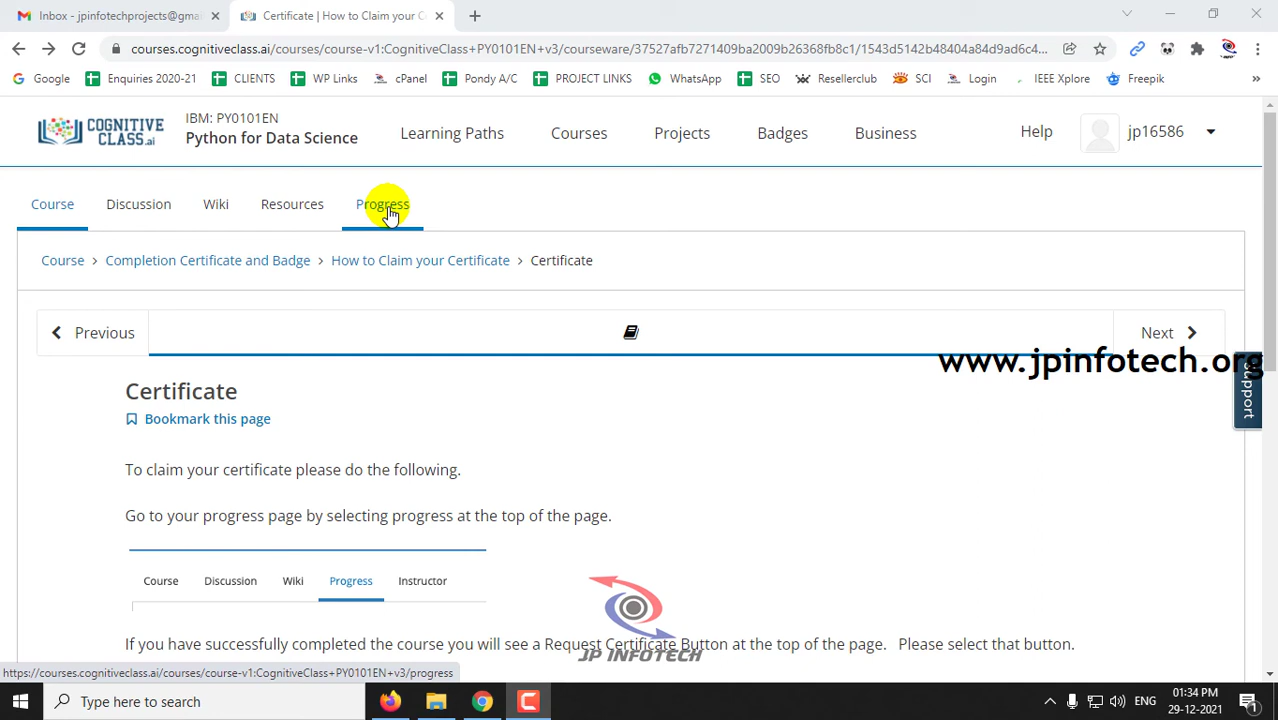 Inbox - jpinfotechprojects@gmai
Certificate | How to Claim your C
courses.cognitiveclass.ai/courses/course-v1:CognitiveClass+PY0101EN+v3/courseware/37527afb7271409ba2009b26368fb8c1/1543d5142b48404a84d9ad6c4...
Google
Enquiries 2020-21
CLIENTS
WP Links
cPanel
Pondy A/C
PROJECT LINKS
WhatsApp
SEO
Resellerclub
SCI
Login
IEEE Xplore
Freepik
»
COGNITIVE
CLASS.ai
IBM: PY0101EN
Python for Data Science
Learning Paths
Courses
Projects
Badges
Business
Help
jp16586
Course
Discussion
Wiki
Resources
Progress
Course > Completion Certificate and Badge > How to Claim your Certificate > Certificate
Previous
Next
www.jpinfotech.org
Support
Certificate
Bookmark this page
To claim your certificate please do the following.
Go to your progress page by selecting progress at the top of the page.
Course
Discussion
Wiki
Progress
Instructor
If you have successfully completed the course you will see a Request Certificate Button at the top of the page. Please select that button.
JP INFOTECH
https://courses.cognitiveclass.ai/courses/course-v1:CognitiveClass+PY0101EN+v3/progress
Type here to search
ENG
01:34 PM
29-12-2021
1